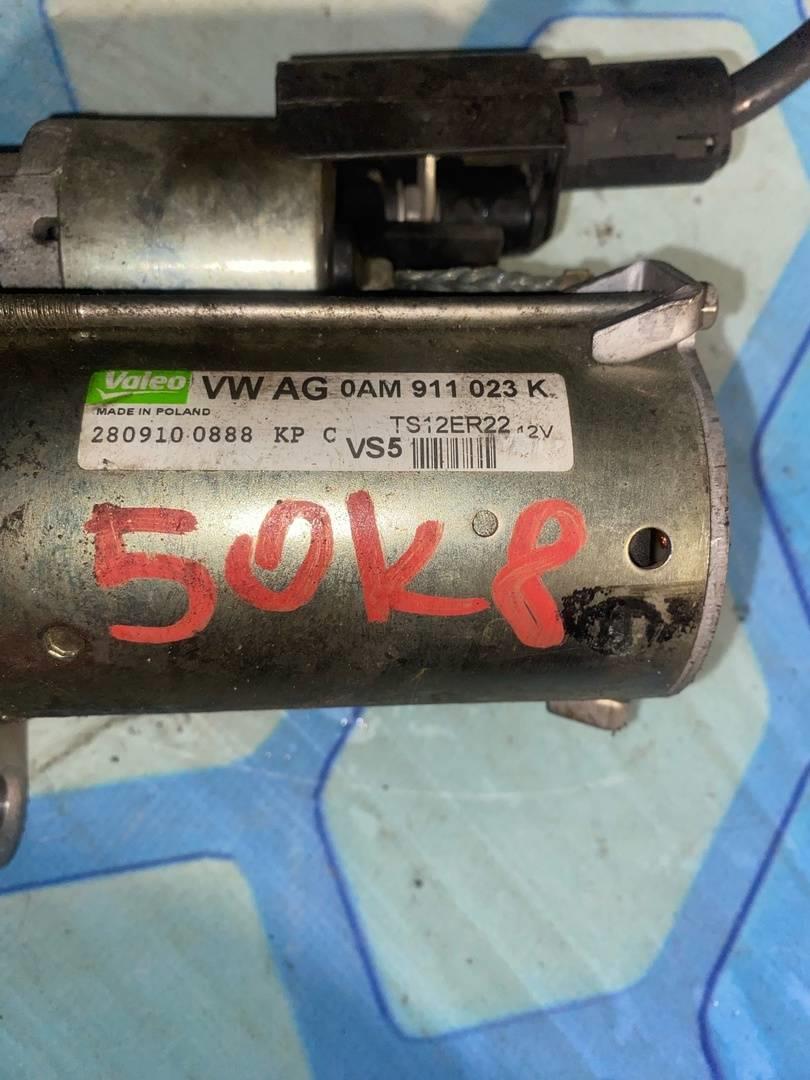 Valeo VW AG 0AM 911 023 K
MADE IN POLAND
280910 0888 KP C TS12ER22 12V
VS5
50K8